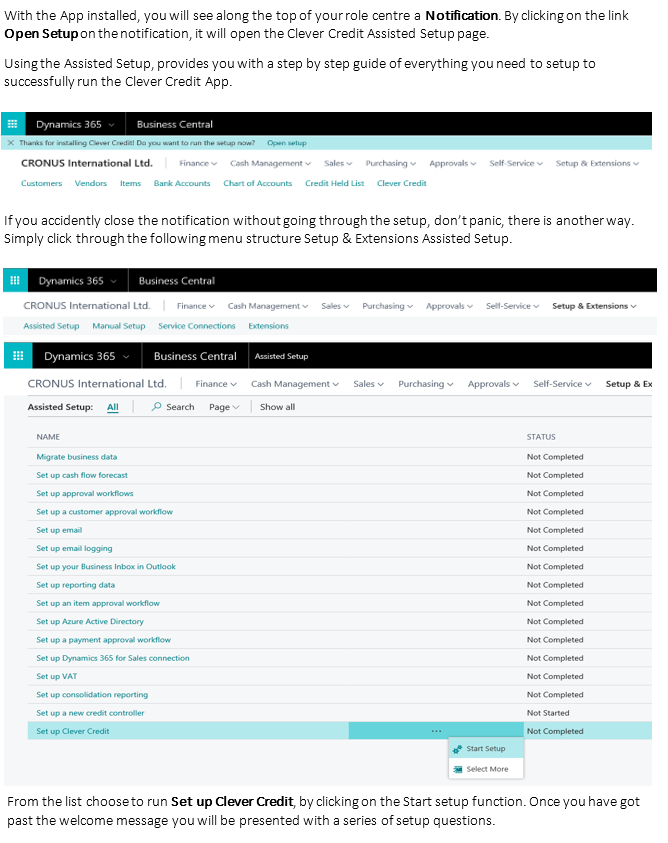 With the App installed, you will see along the top of your role centre a Notification. By clicking on the link
Open Setup on the notification, it will open the Clever Credit Assisted Setup page.
Using the Assisted Setup, provides you with a step by step guide of everything you need to setup to
successfully run the Clever Credit App.
Dynamics 365 Business Central
Thanks for installing Clever Credit! Do you want to run the setup now? Open setup
CRONUS International Ltd. Finance Cash Management Sales Purchasing Approvals Self-Service Setup & Extensions
Customers Vendors Items Bank Accounts Chart of Accounts Credit Held List Clever Credit
If you accidently close the notification without going through the setup, don't panic, there is another way.
Simply click through the following menu structure Setup & Extensions Assisted Setup.
Dynamics 365 Business Central
CRONUS International Ltd. Finance Cash Management Sales Purchasing Approvals Self-Service Setup & Extensions
Assisted Setup Manual Setup Service Connections Extensions
Dynamics 365 Business Central Assisted Setup
CRONUS International Ltd. Finance Cash Management Sales Purchasing Approvals Self-Service Setup & Ex
Assisted Setup: All Search Page Show all
NAME STATUS
Migrate business data Not Completed
Set up cash flow forecast Not Completed
Set up approval workflows Not Completed
Set up a customer approval workflow Not Completed
Set up email Not Completed
Set up email logging Not Completed
Set up your Business Inbox in Outlook Not Completed
Set up reporting data Not Completed
Set up an item approval workflow Not Completed
Set up Azure Active Directory Not Completed
Set up a payment approval workflow Not Completed
Set up Dynamics 365 for Sales connection Not Completed
Set up VAT Not Completed
Set up consolidation reporting Not Completed
Set up a new credit controller Not Started
Set up Clever Credit ... Not Completed
Start Setup
Select More
From the list choose to run Set up Clever Credit, by clicking on the Start setup function. Once you have got
past the welcome message you will be presented with a series of setup questions.